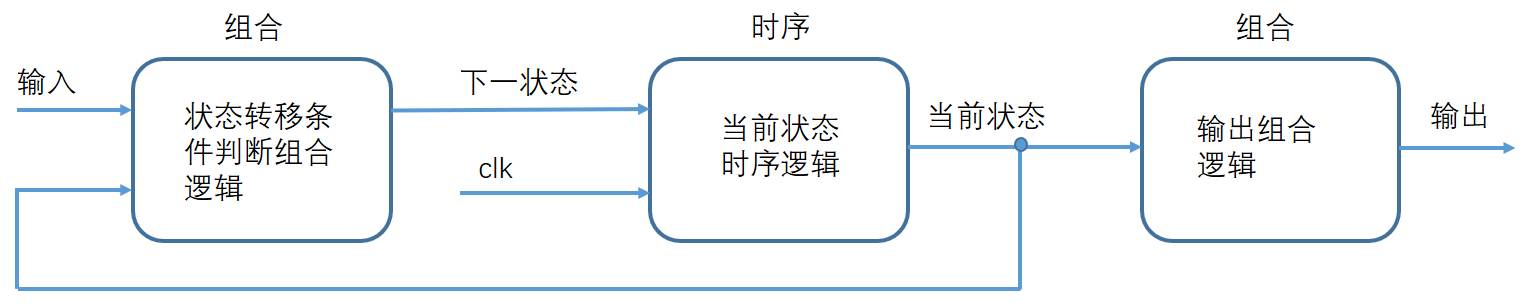 组合
时序
组合
输入
下一状态
当前状态
输出
clk
状态转移条
件判断组合
逻辑
当前状态
时序逻辑
输出组合
逻辑